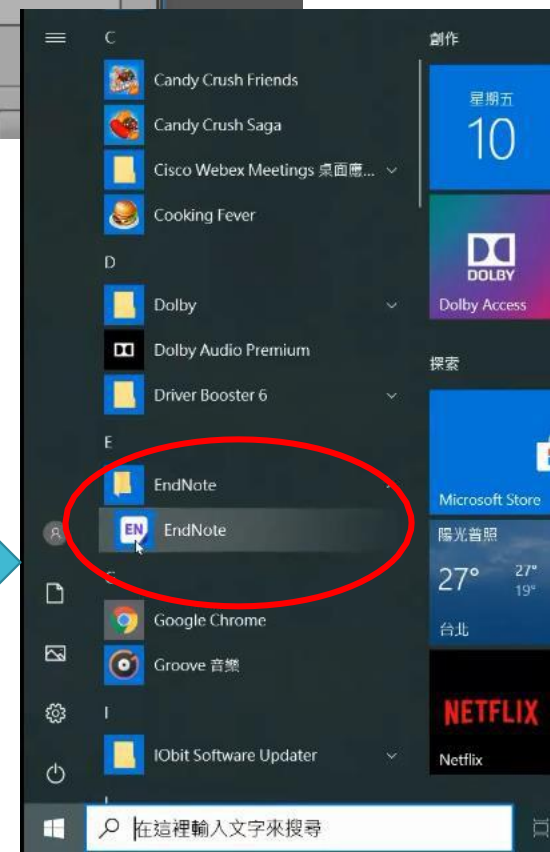 C
Candy Crush Friends
Candy Crush Saga
Cisco Webex Meetings 桌面應...
Cooking Fever
D
Dolby
Dolby Audio Premium
Driver Booster 6
E
EndNote
EN EndNote
G
Google Chrome
Groove 音樂
I
IObit Software Updater
在這裡輸入文字來搜尋
創作
星期五
10
DOLBY
Dolby Access
探索
Microsoft Store
陽光普照
27° 27°
19°
台北
NETFLIX
Netflix